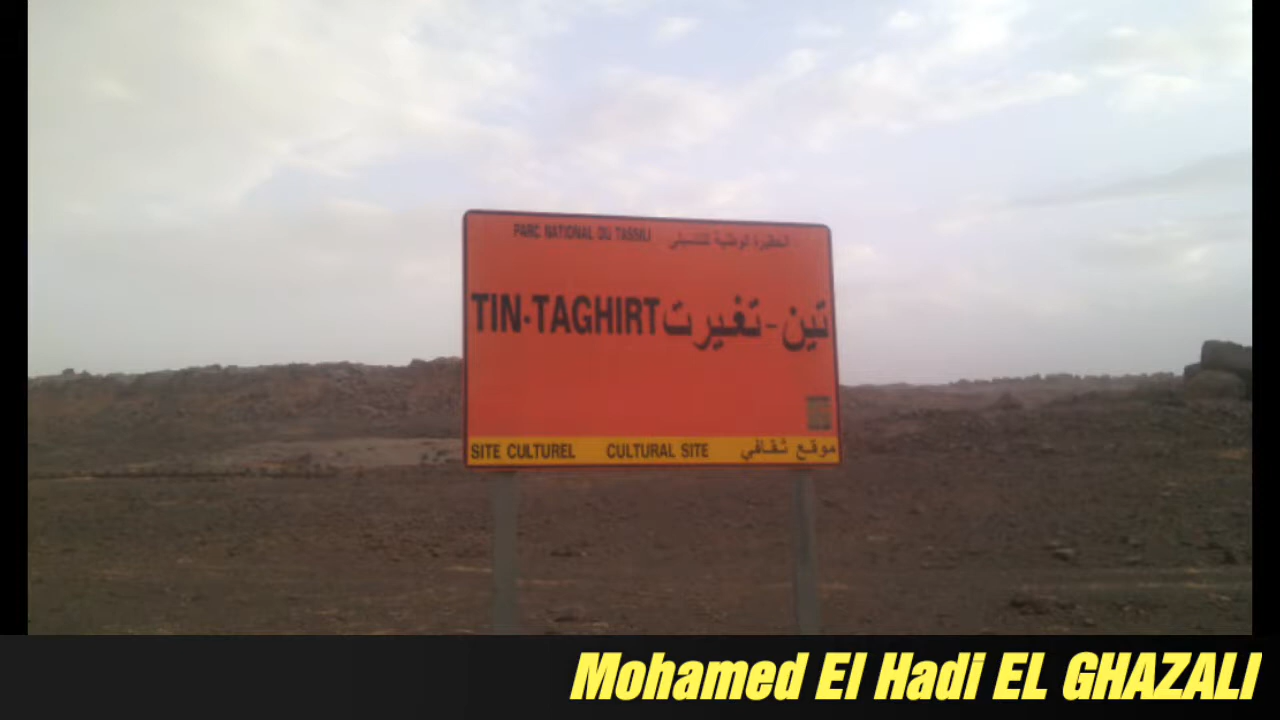 PARC NATIONAL DU TASSILI الحظيرة الوطنية للتاسيلي
TIN-TAGHIRT تين-تغيرت
SITE CULTUREL CULTURAL SITE موقع ثقافي
Mohamed El Hadi EL GHAZALI